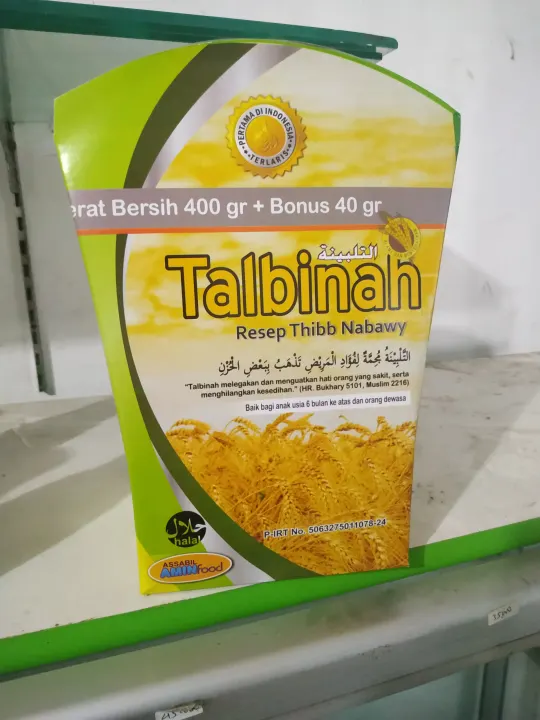 PERTAMA DI INDONESIA
TERLARIS
erat Bersih 400 gr + Bonus 40 gr
التلبينة
Talbinah
Resep Thibb Nabawy
التَّلْبِيْنَةُ مُجِمَّةٌ لِفُؤَادِ الْمَرِيْضِ تَذْهَبُ بِبَعْضِ الْحُزْنِ
"Talbinah melegakan dan menguatkan hati orang yang sakit, serta
menghilangkan kesedihan." (HR. Bukhary 5101, Muslim 2216)
Baik bagi anak usia 6 bulan ke atas dan orang dewasa
P-IRT No. 5063275011078-24
حلال
halal
ASSABIL
AMINfood